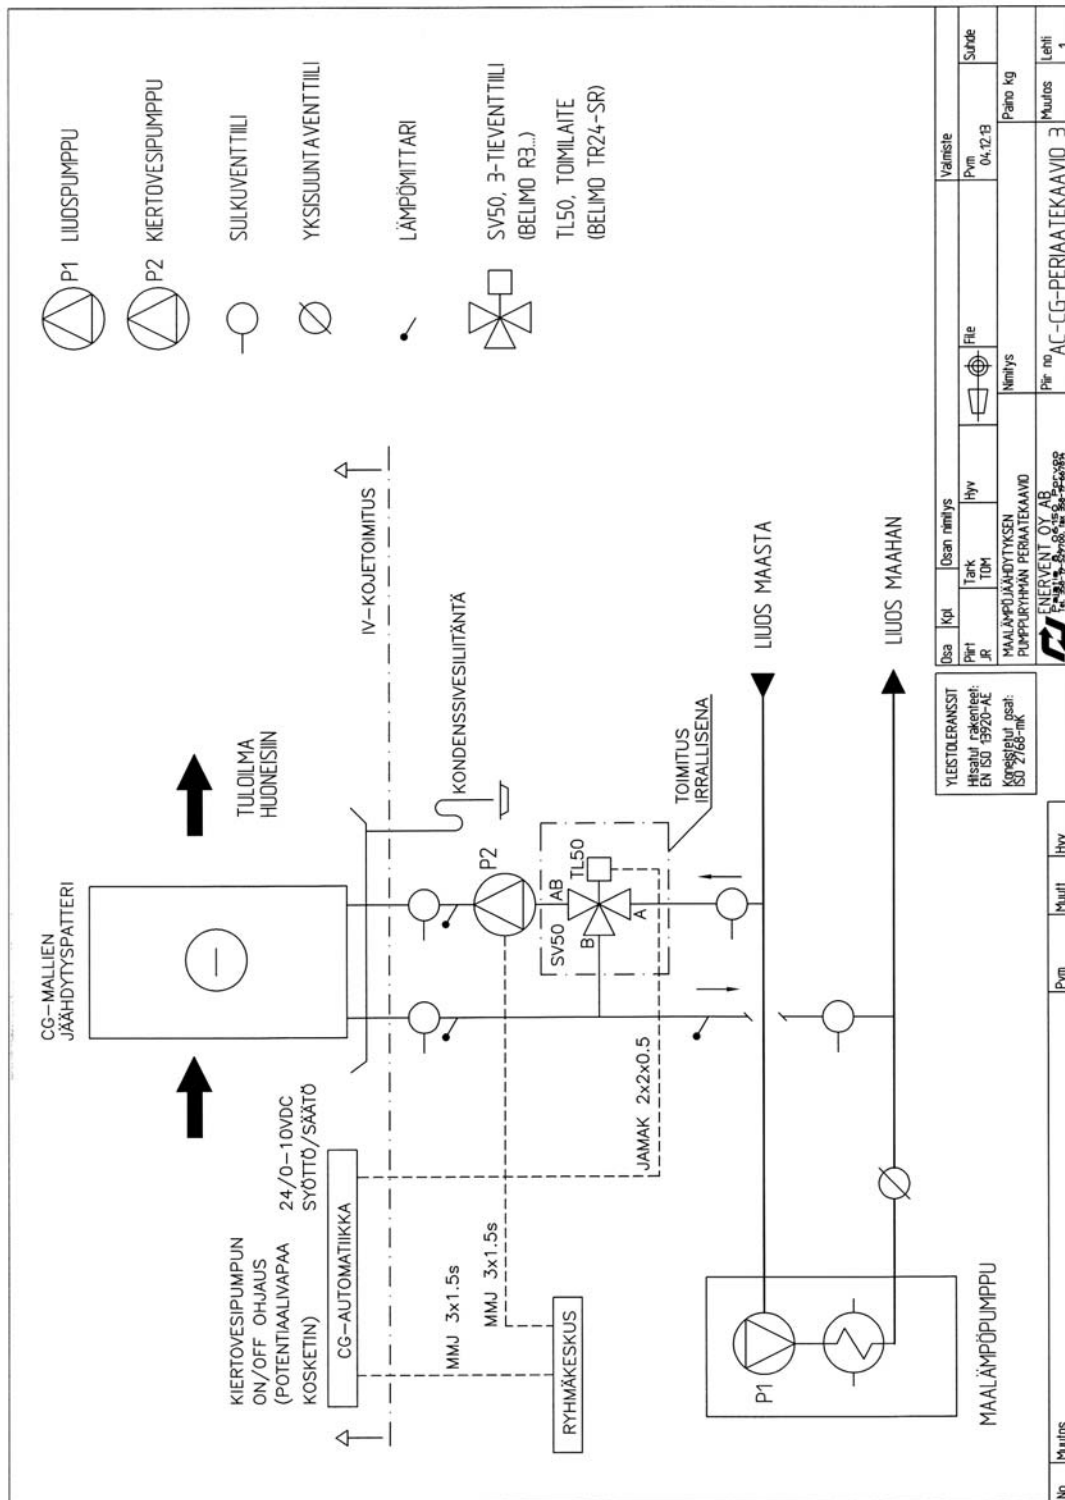 CG-MALLIEN
JÄÄHDYTYSPATTERI
TULOILMA
HUONEISIIN
KIERTOVESIPUMPUN
ON/OFF OHJAUS
(POTENTIAALIVAPAA
KOSKETIN)
24/0-10VDC
SYÖTTÖ/SÄÄTÖ
CG-AUTOMATIIKKA
IV-KOJETOIMITUS
KONDENSSIVESILIITÄNTÄ
MMJ 3x1.5s
MMJ 3x1.5s
RYHMÄKESKUS
P2
AB
SV50
TL50
B
A
TOIMITUS
IRRALLISENA
JAMAK 2x2x0.5
LIUOS MAASTA
LIUOS MAAHAN
P1
MAALÄMPÖPUMPPU
P1 LIUOSPUMPPU
P2 KIERTOVESIPUMPPU
SULKUVENTTIILI
YKSISUUNTAVENTTIILI
LÄMPÖMITTARI
SV50, 3-TIEVENTTIILI
(BELIMO R3...)
TL50, TOIMILAITE
(BELIMO TR24-SR)
YLEISTOLERANSSIT
Hitsatut rakenteet:
EN ISO 13920-AE
Koneistetut osat:
ISO 2768-mK
Osa Kpl Osan nimitys Valmiste
Piirt Tark Hyv File Pvm Suhde
JR TOM 04.12.13
MAALÄMPÖJÄÄHDYTYKSEN
PUMPPURYHMÄN PERIAATEKAAVIO
Nimitys Paino kg
ENERVENT OY AB
Piir no AC-CG-PERIAATEKAAVIO 3
Muutos Lehti
1
No Muutos Pvm Muutt Hyv